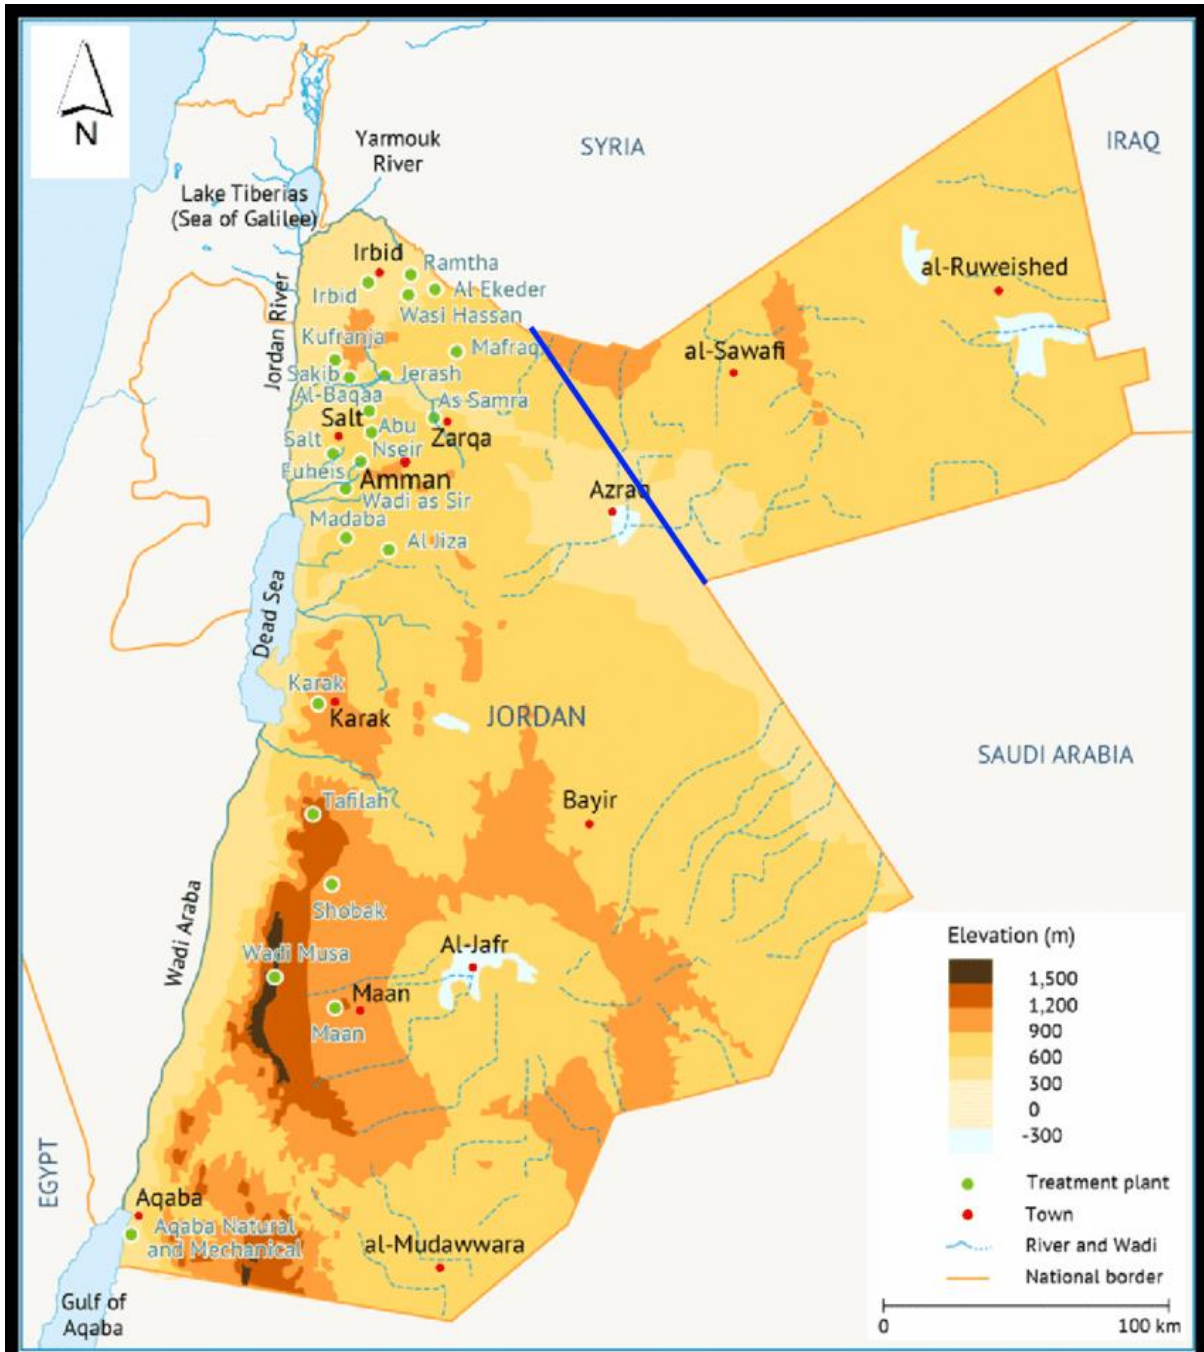 N
Yarmouk
River
SYRIA
IRAQ
Lake Tiberias
(Sea of Galilee)
Irbid
Ramtha
al-Ruweished
Irbid
Al Ekeder
Wasi Hassan
Jordan River
Kufranja
Mafraq
al-Sawafi
Sakib
Jerash
Al-Baqaa
As Samra
Salt
Abu
Nseir
Zarqa
Salt
Fuheis
Amman
Azraq
Wadi as Sir
Madaba
Al Jiza
Dead Sea
Karak
Karak
JORDAN
SAUDI ARABIA
Tafilah
Bayir
Shobak
Wadi Araba
Wadi Musa
Al-Jafr
Maan
Maan
Elevation (m)
1,500
1,200
900
600
300
0
-300
EGYPT
Treatment plant
Aqaba
Town
Aqaba Natural
and Mechanical
al-Mudawwara
River and Wadi
National border
Gulf of
Aqaba
0
100 km